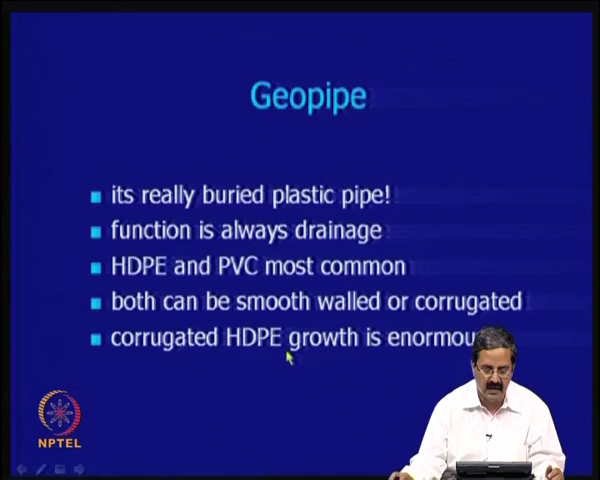 Geopipe
its really buried plastic pipe!
function is always drainage
HDPE and PVC most common
both can be smooth walled or corrugated
corrugated HDPE growth is enormou
NPTEL